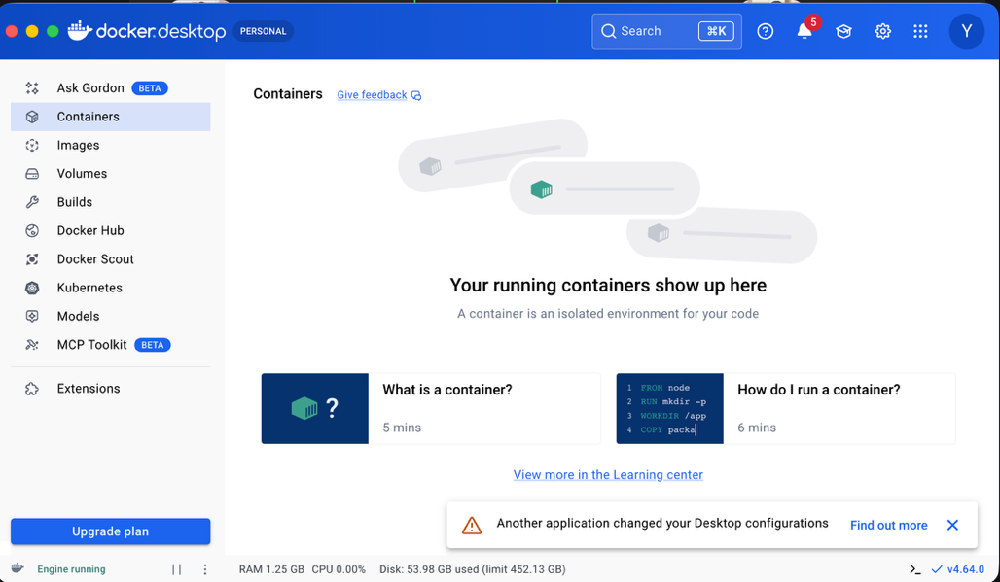 docker.desktop PERSONAL
Search ⌘K
5
Y
Ask Gordon BETA
Containers
Images
Volumes
Builds
Docker Hub
Docker Scout
Kubernetes
Models
MCP Toolkit BETA
Extensions
Upgrade plan
Containers Give feedback
Your running containers show up here
A container is an isolated environment for your code
?
What is a container?
5 mins
1 FROM node
2 RUN mkdir -p
3 WORKDIR /app
4 COPY packa
How do I run a container?
6 mins
View more in the Learning center
Another application changed your Desktop configurations Find out more
Engine running RAM 1.25 GB CPU 0.00% Disk: 53.98 GB used (limit 452.13 GB) >_ v4.64.0